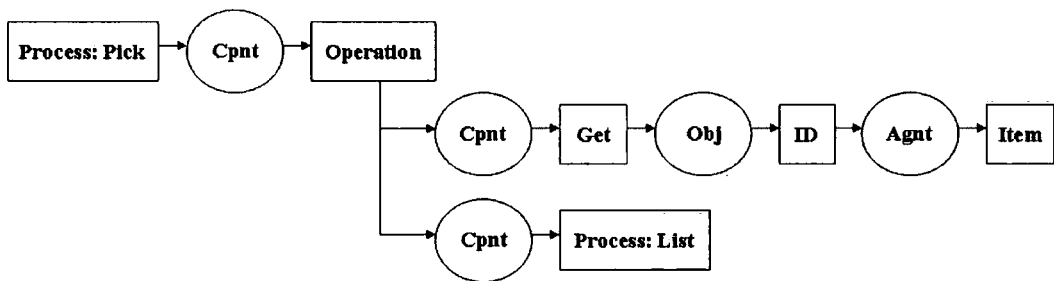 Process: Pick Cpnt Operation
Cpnt Get Obj ID Agnt Item
Cpnt Process: List